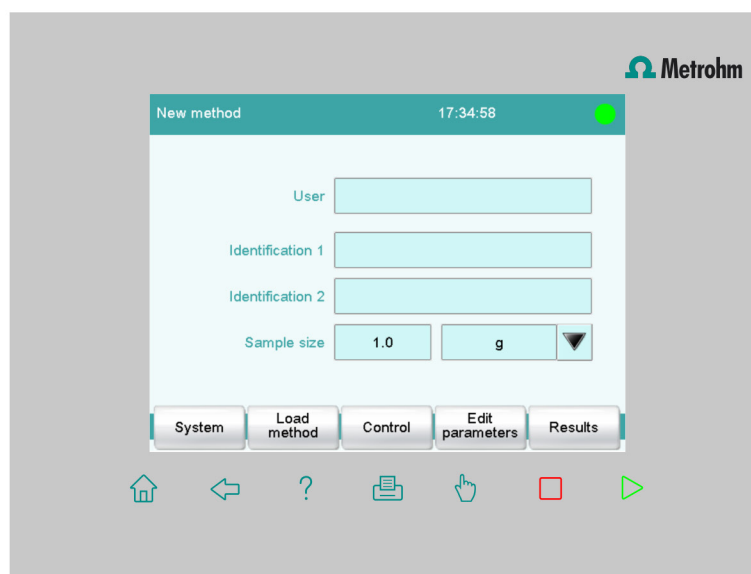 Metrohm
New method 17:34:58
User
Identification 1
Identification 2
Sample size 1.0 g
System Load method Control Edit parameters Results
?